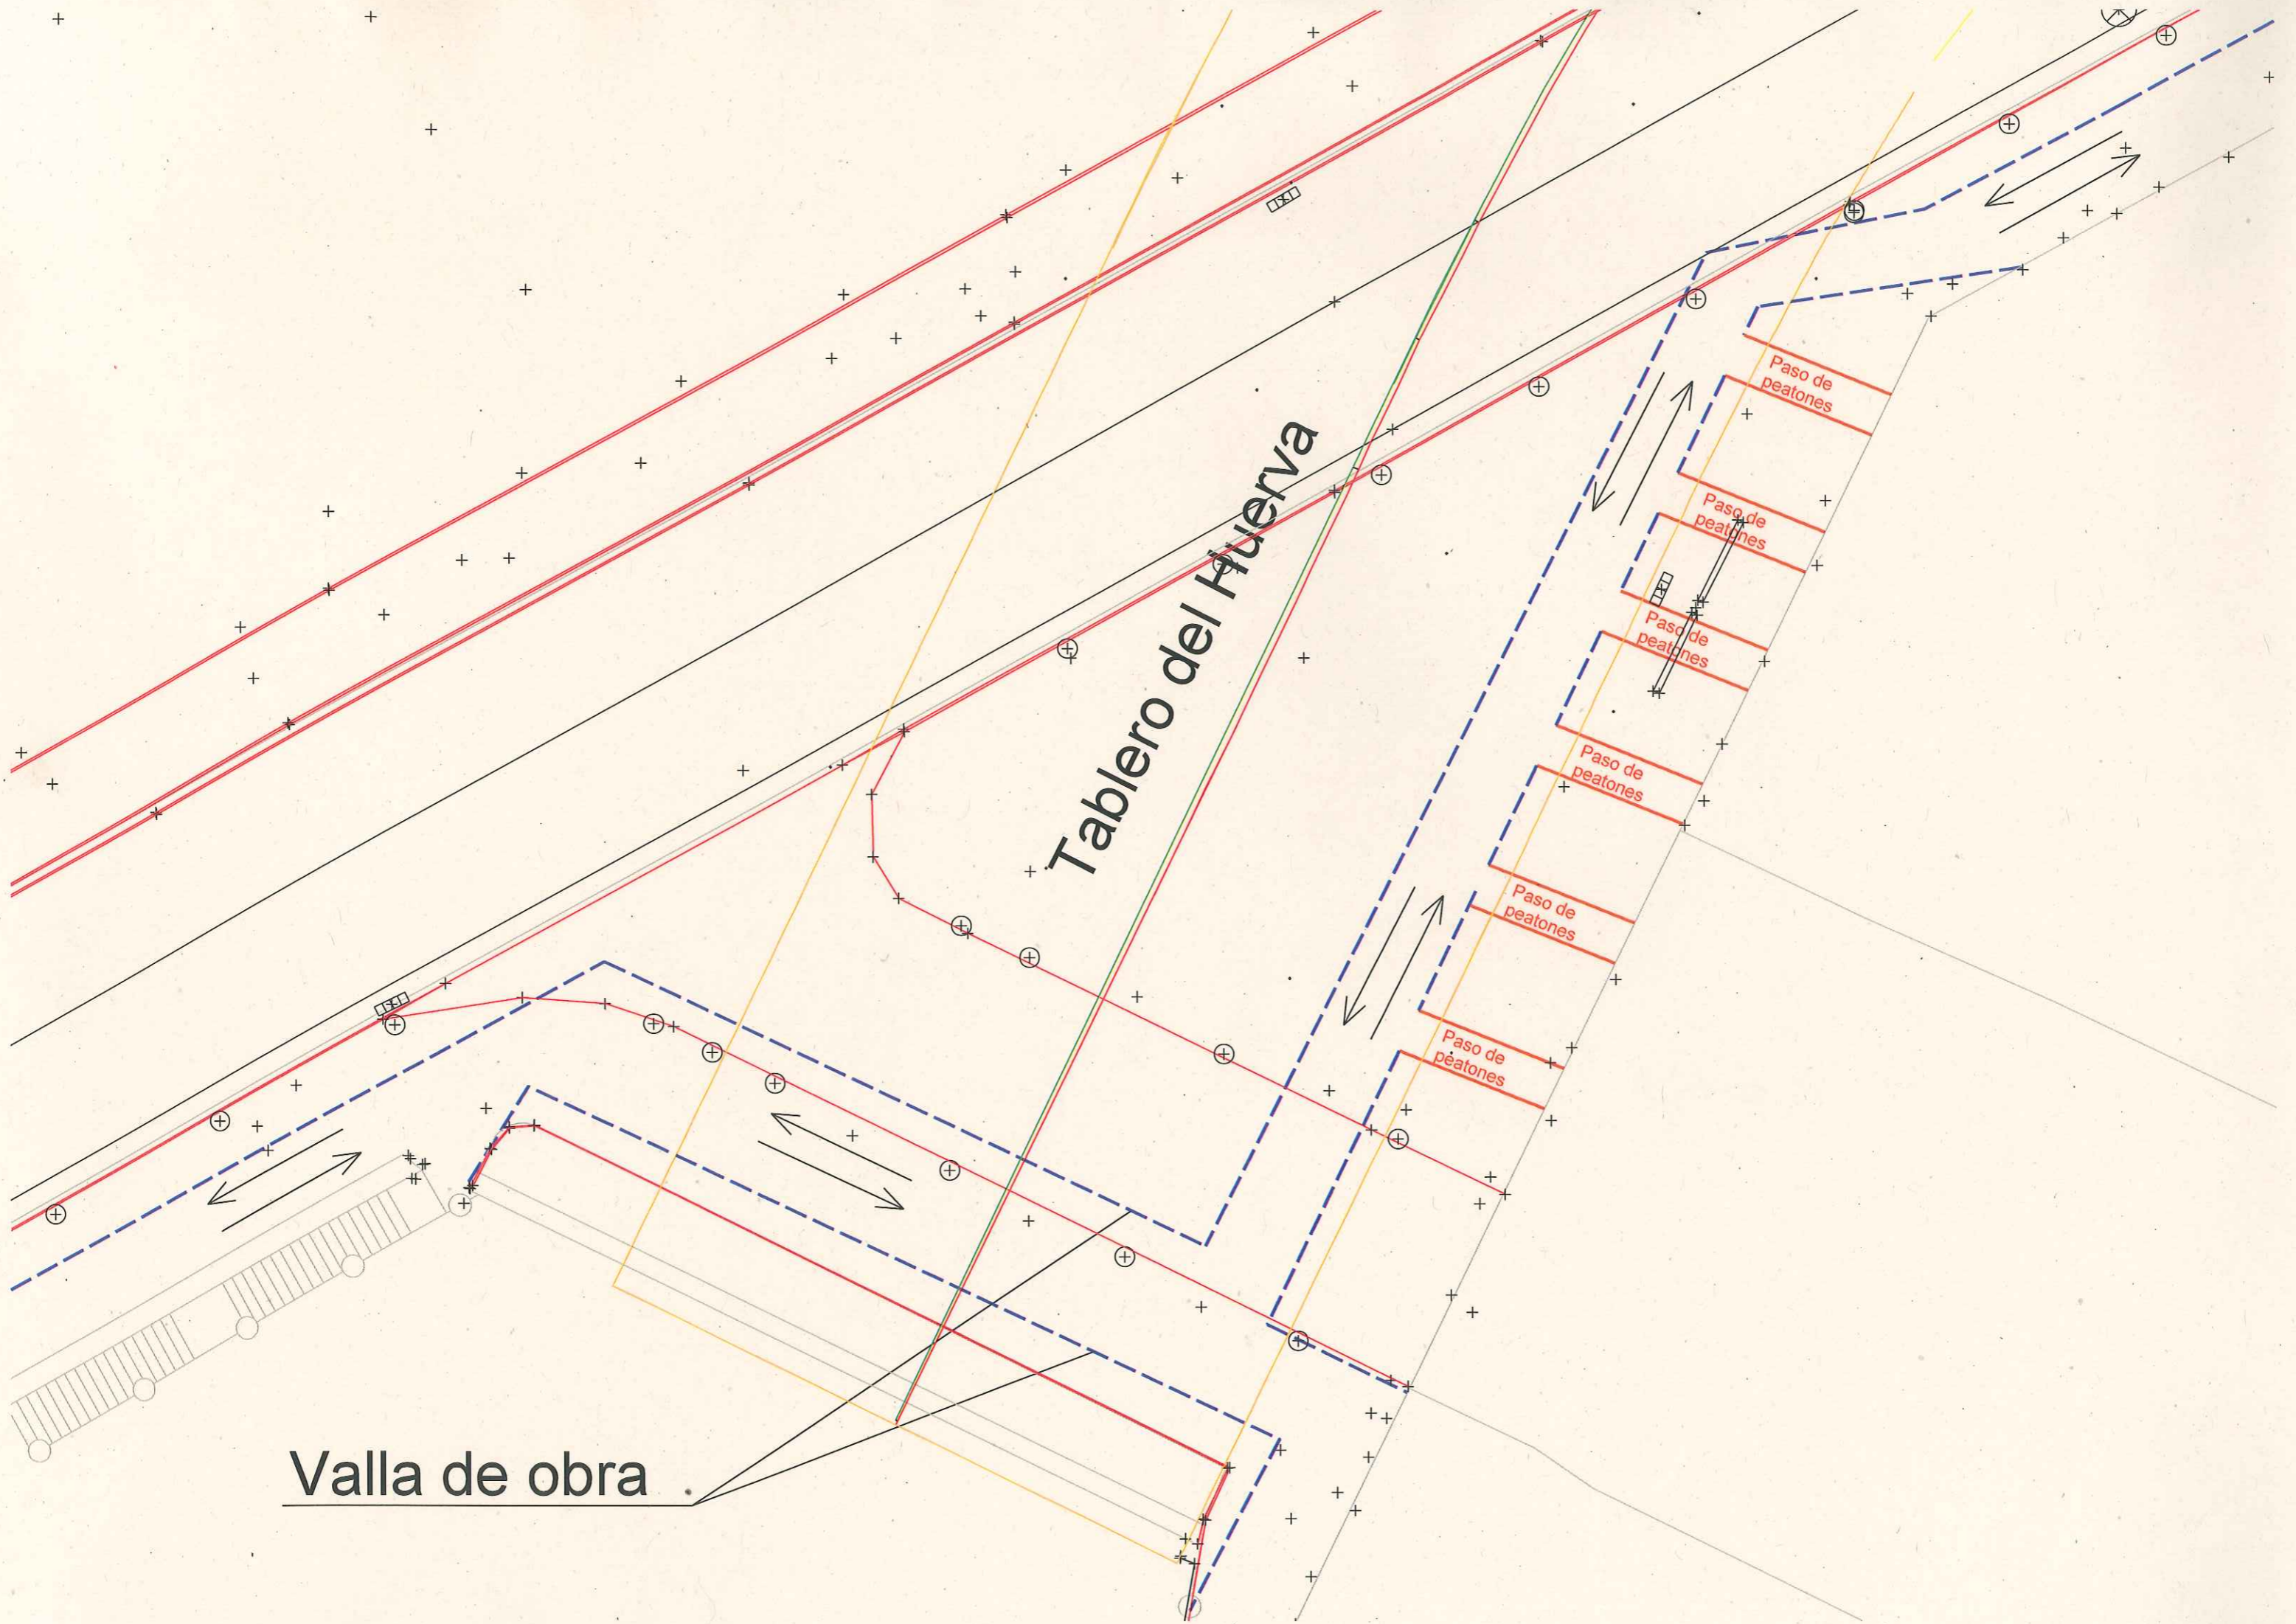 Paso de
peatones
Paso de
peatones
Paso de
peatones
Paso de
peatones
Paso de
peatones
Paso de
peatones
Tablero del Huerva
Valla de obra